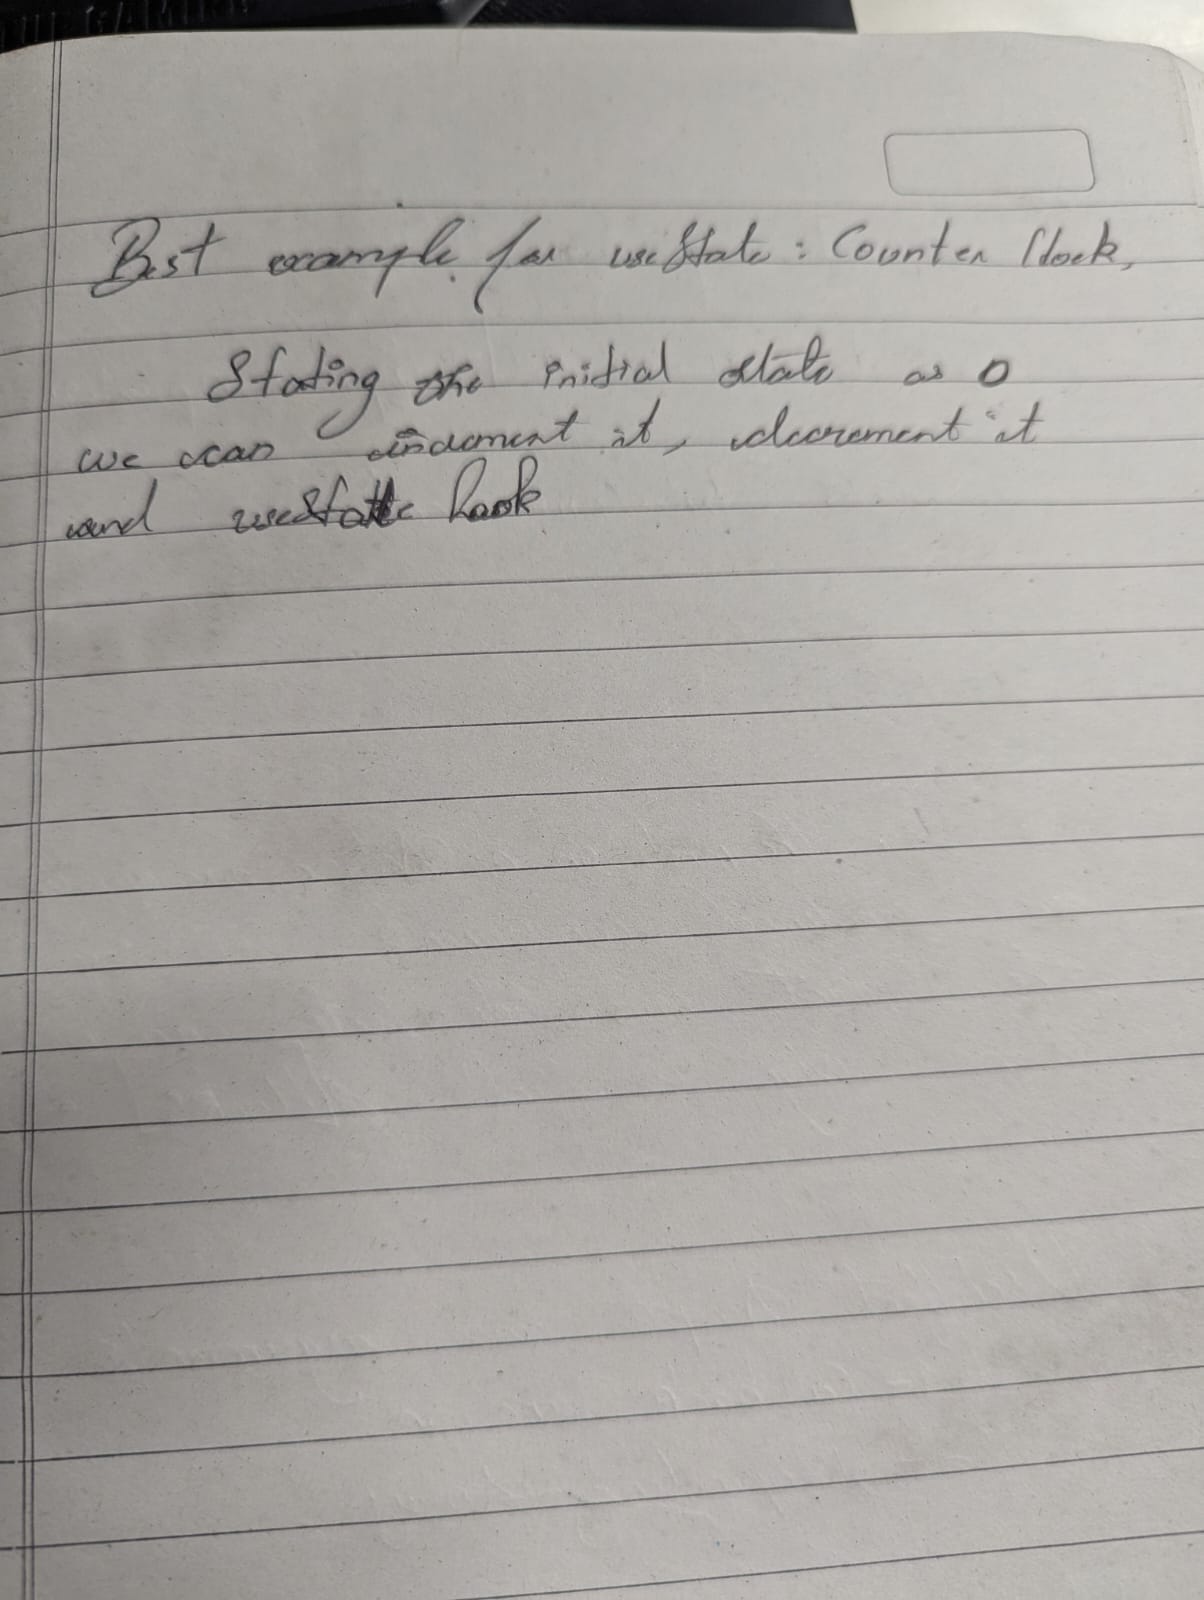 Best example for useState : Counter Clock,
Stating the initial state as 0
we can increment it, decrement it
and useState hook